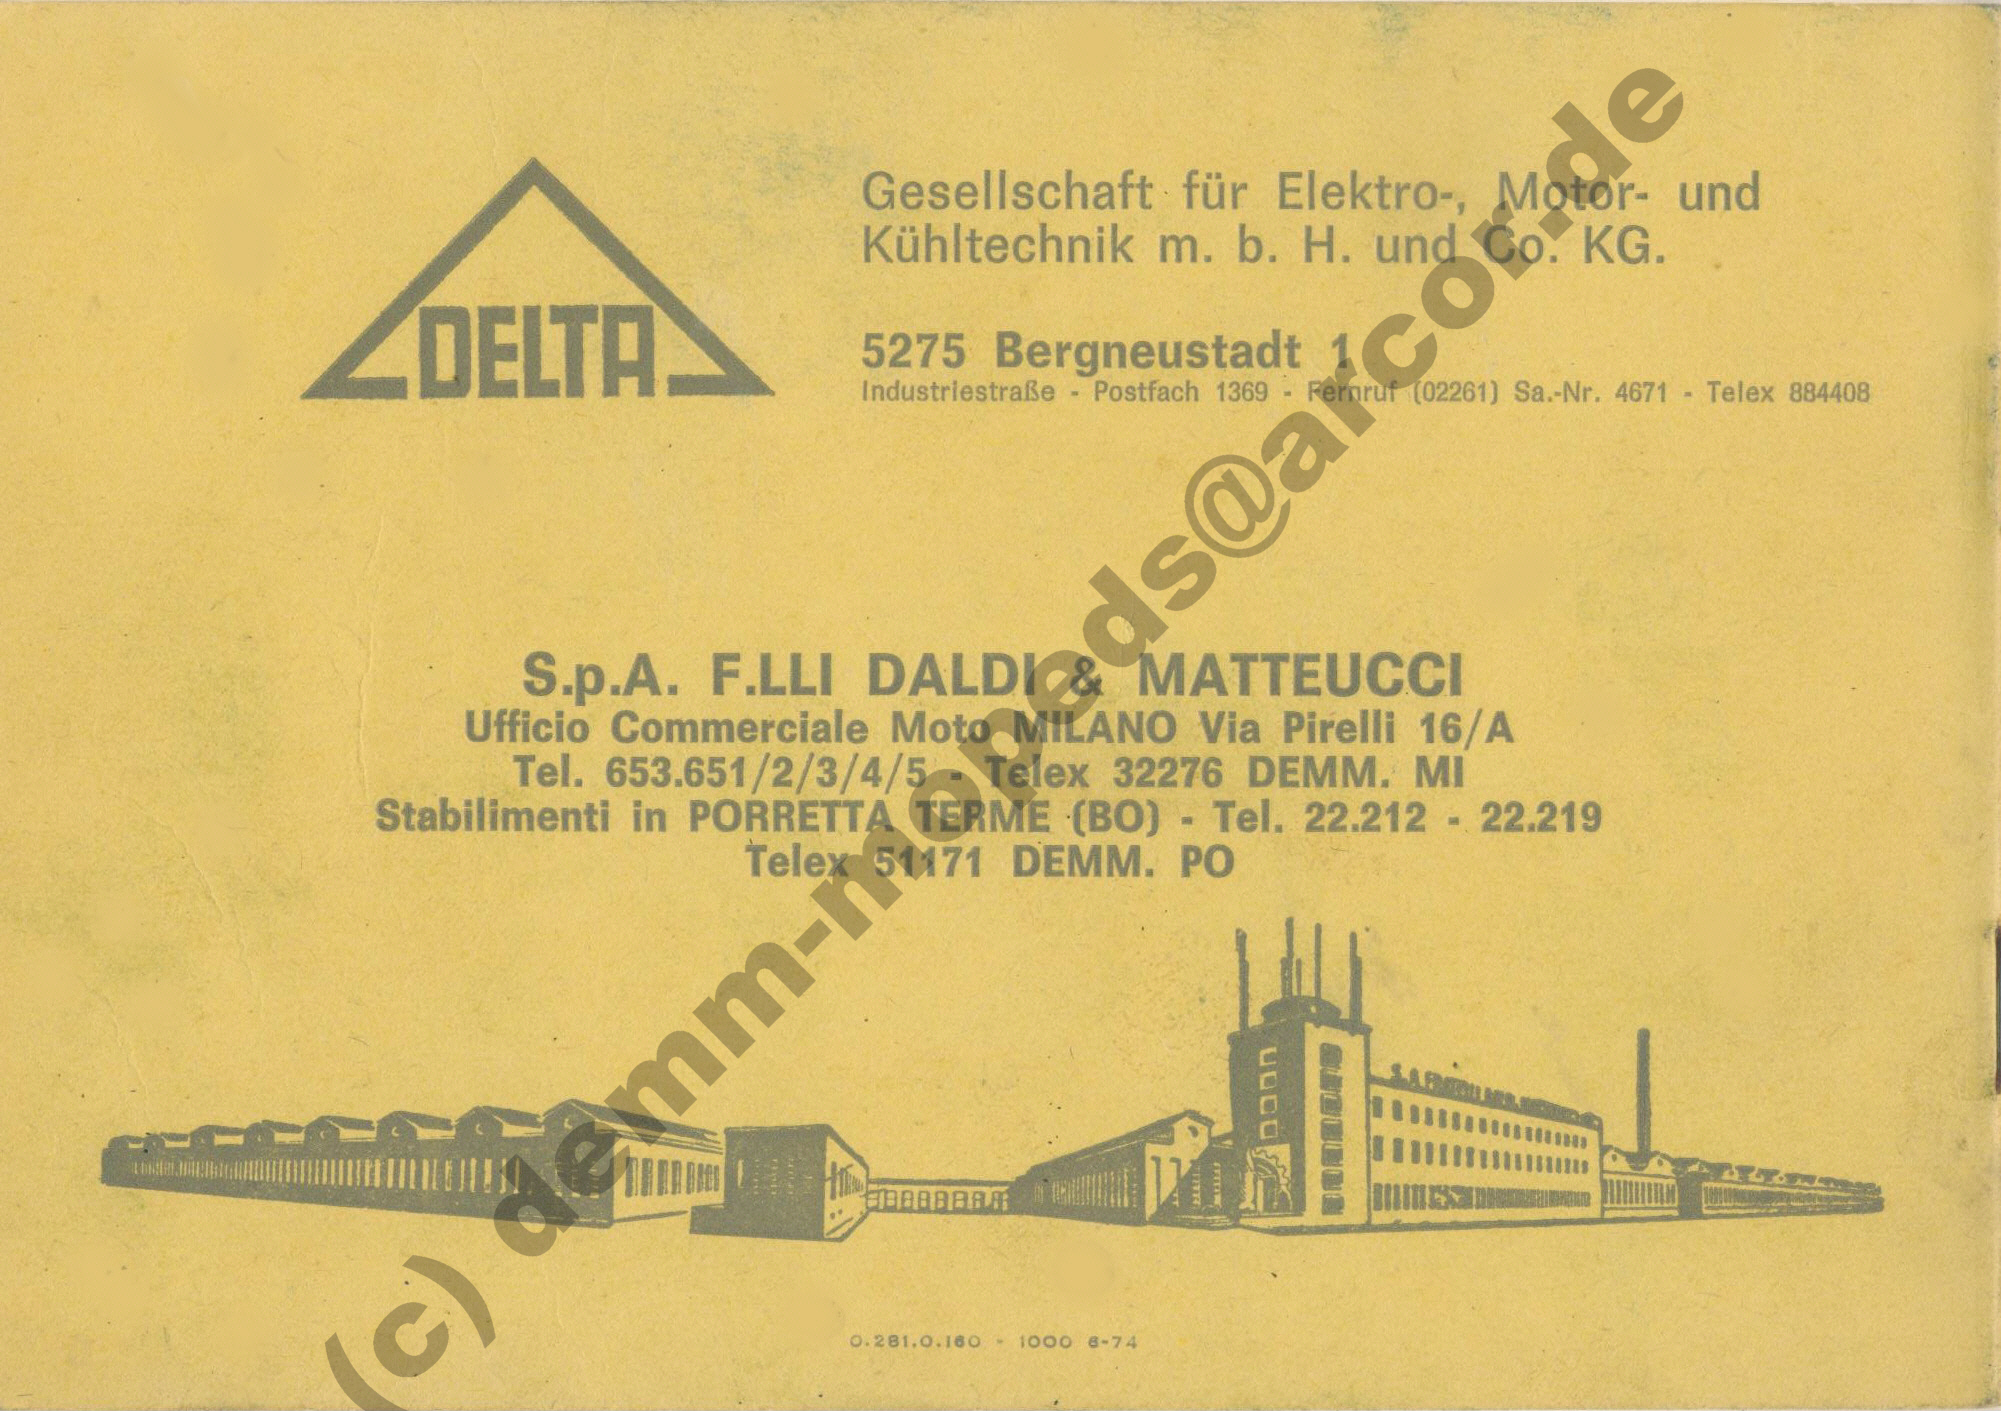 DELTA
Gesellschaft für Elektro-, Motor- und
Kühltechnik m. b. H. und Co. KG.
5275 Bergneustadt 1
Industriestraße - Postfach 1369 - Fernruf (02261) Sa.-Nr. 4671 - Telex 884408
S.p.A. F.LLI DALDI & MATTEUCCI
Ufficio Commerciale Moto MILANO Via Pirelli 16/A
Tel. 653.651/2/3/4/5 - Telex 32276 DEMM. MI
Stabilimenti in PORRETTA TERME (BO) - Tel. 22.212 - 22.219
Telex 51171 DEMM. PO
S.A. FRATELLI
0.281.0.160 - 1000 6-74
(c) demm-mopeds@arcor.de